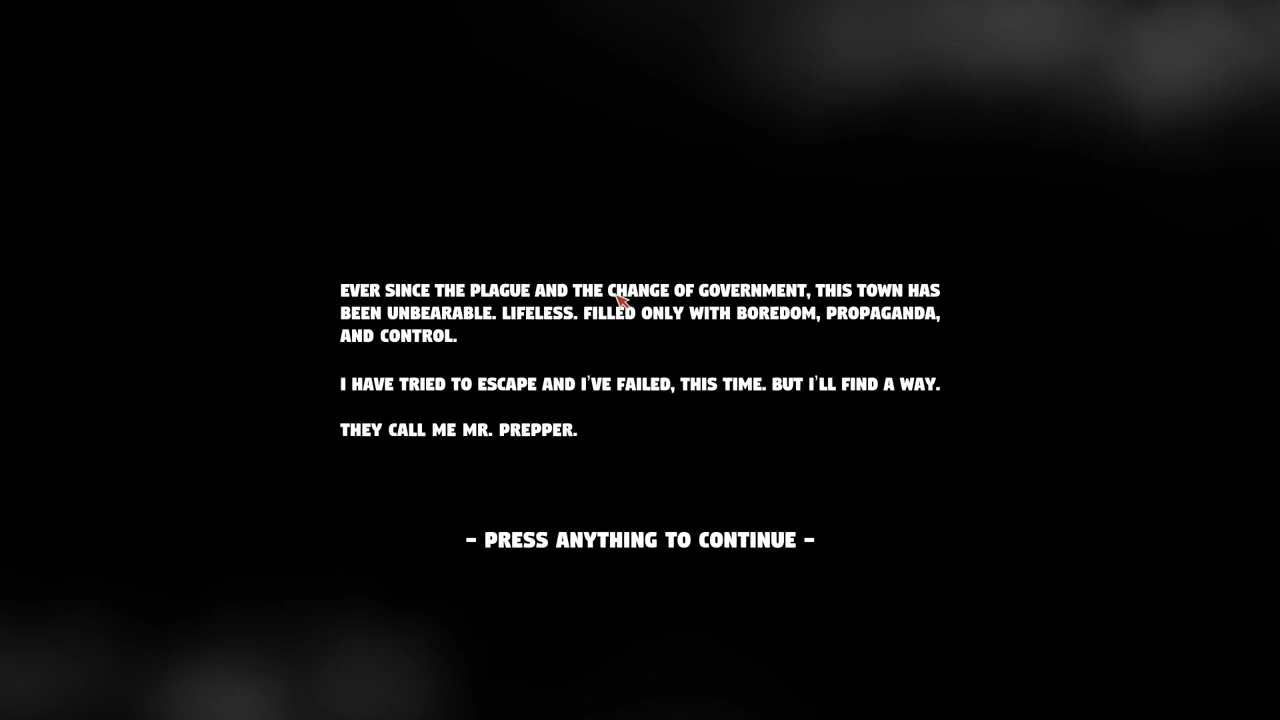 EVER SINCE THE PLAGUE AND THE CHANGE OF GOVERNMENT, THIS TOWN HAS
BEEN UNBEARABLE. LIFELESS. FILLED ONLY WITH BOREDOM, PROPAGANDA,
AND CONTROL.
I HAVE TRIED TO ESCAPE AND I'VE FAILED, THIS TIME. BUT I'LL FIND A WAY.
THEY CALL ME MR. PREPPER.
- PRESS ANYTHING TO CONTINUE -